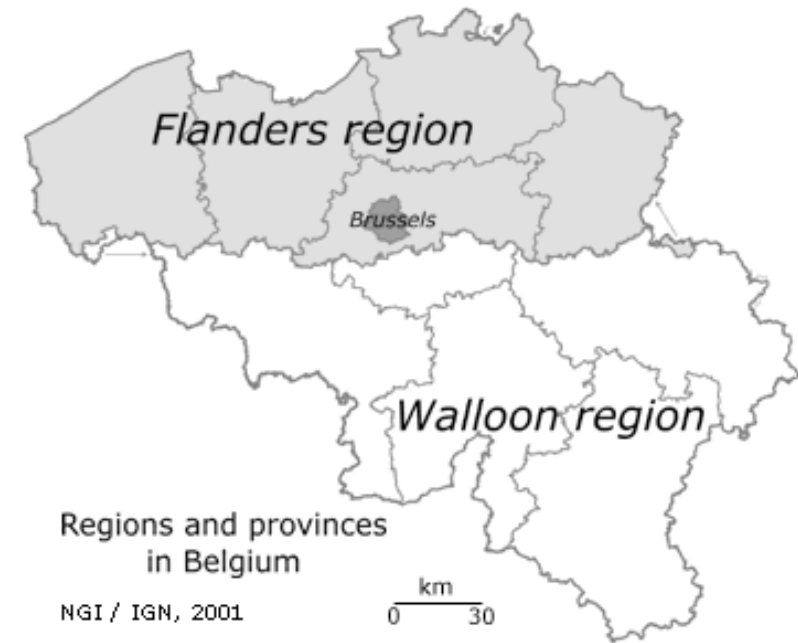 Flanders region
Brussels
Walloon region
Regions and provinces
in Belgium
NGI / IGN, 2001
km
0 30